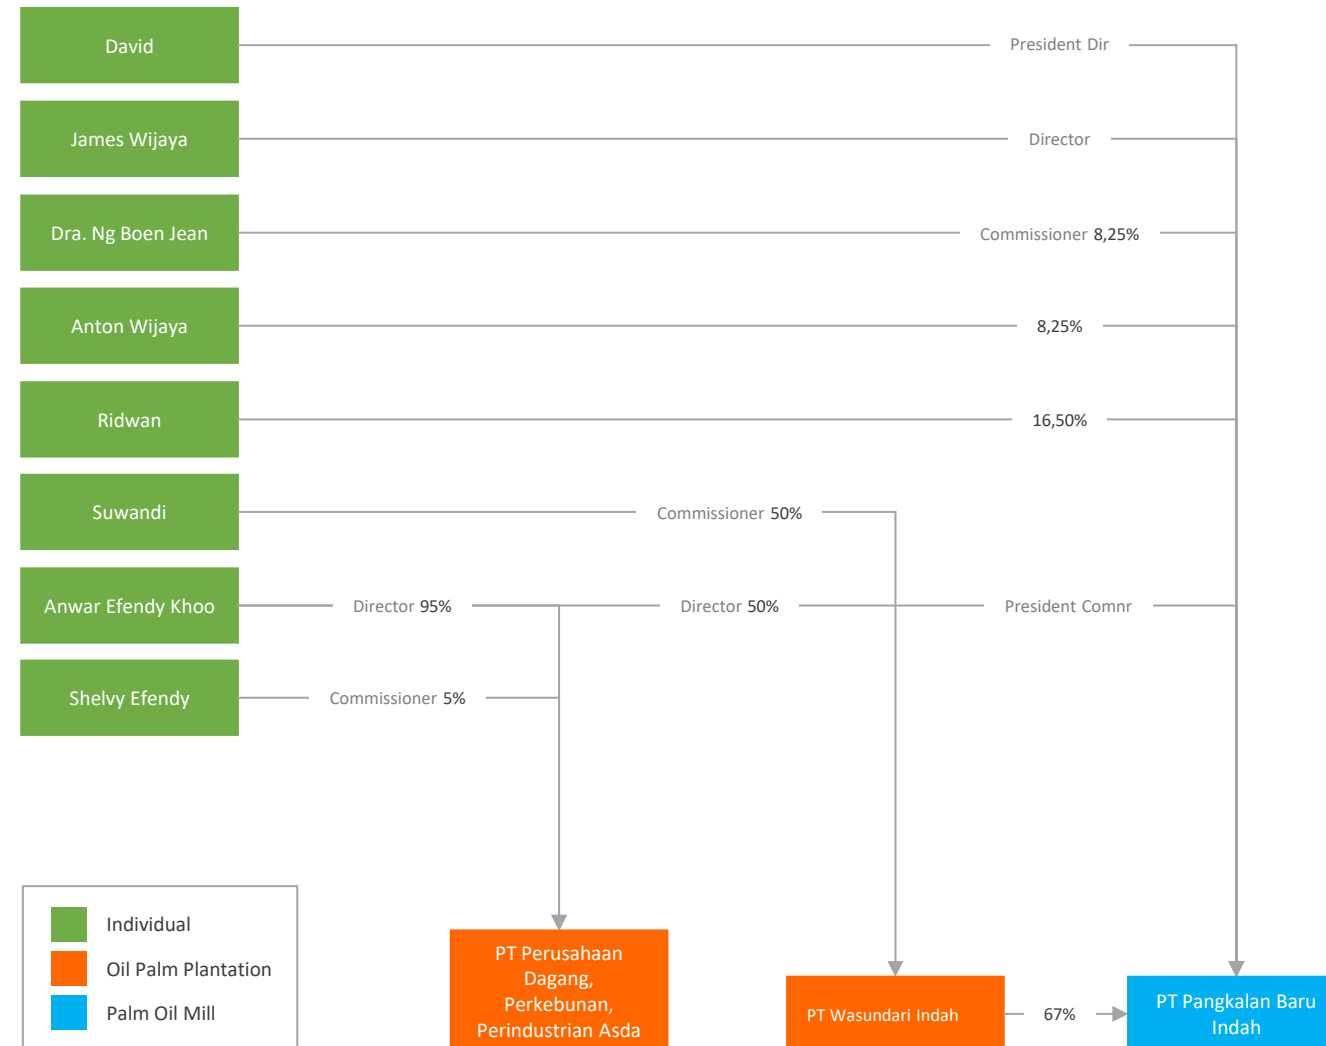 David
President Dir
James Wijaya
Director
Dra. Ng Boen Jean
Commissioner 8,25%
Anton Wijaya
8,25%
Ridwan
16,50%
Suwandi
Commissioner 50%
Anwar Efendy Khoo
Director 95%
Director 50%
President Comnr
Shelvy Efendy
Commissioner 5%
Individual
Oil Palm Plantation
Palm Oil Mill
PT Perusahaan
Dagang,
Perkebunan,
Perindustrian Asda
PT Wasundari Indah
67%
PT Pangkalan Baru
Indah